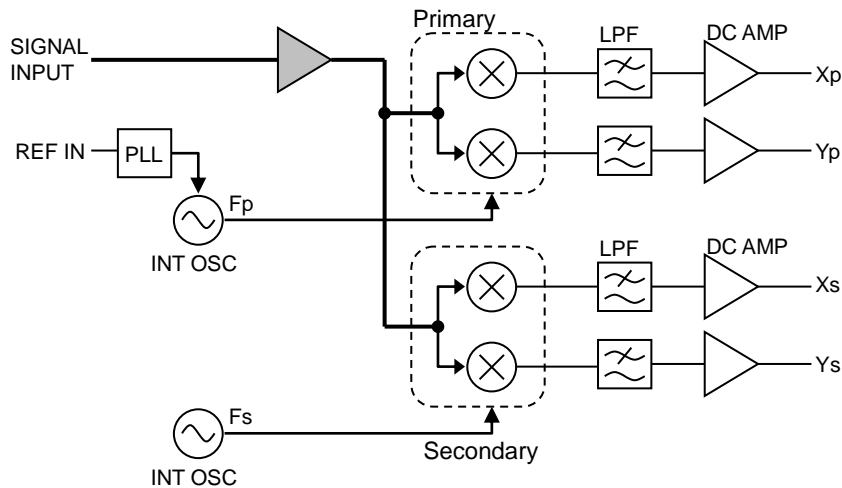 Primary
SIGNAL
INPUT
LPF
DC AMP
Xp
REF IN
PLL
Yp
Fp
INT OSC
LPF
DC AMP
Xs
Ys
Fs
Secondary
INT OSC